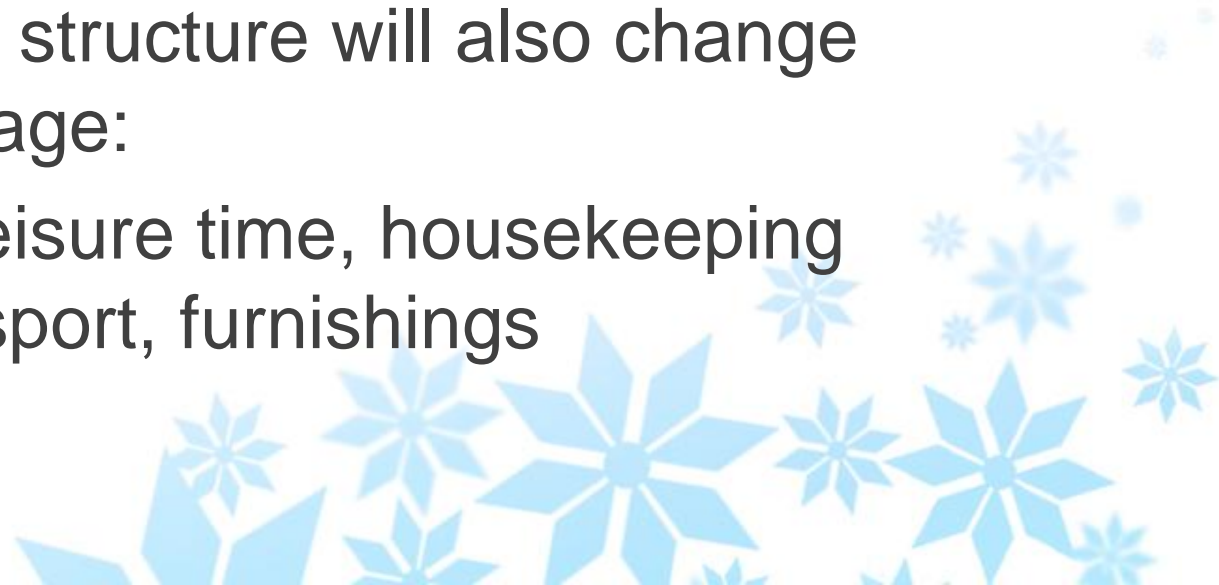 structure will also change
age:
eisure time, housekeeping
sport, furnishings